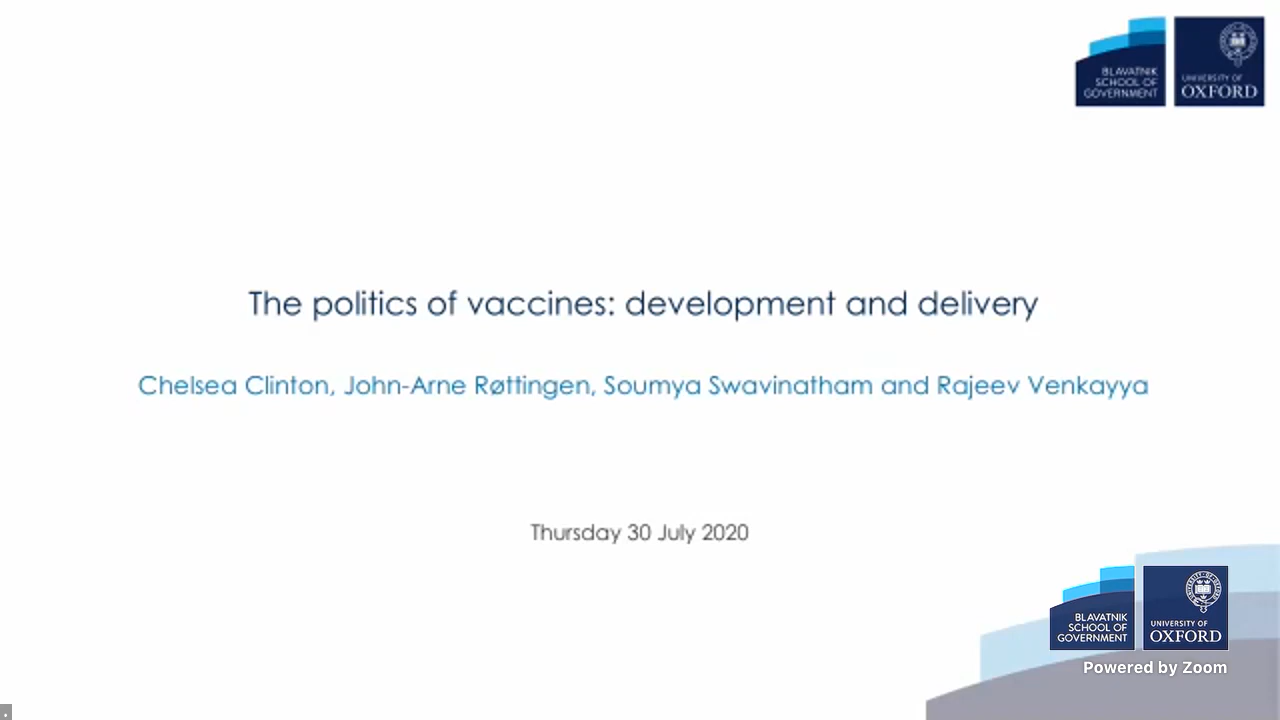 BLAVATNIK
SCHOOL OF
GOVERNMENT
UNIVERSITY OF
OXFORD
The politics of vaccines: development and delivery
Chelsea Clinton, John-Arne Røttingen, Soumya Swavinatham and Rajeev Venkayya
Thursday 30 July 2020
BLAVATNIK
SCHOOL OF
GOVERNMENT
UNIVERSITY OF
OXFORD
Powered by Zoom